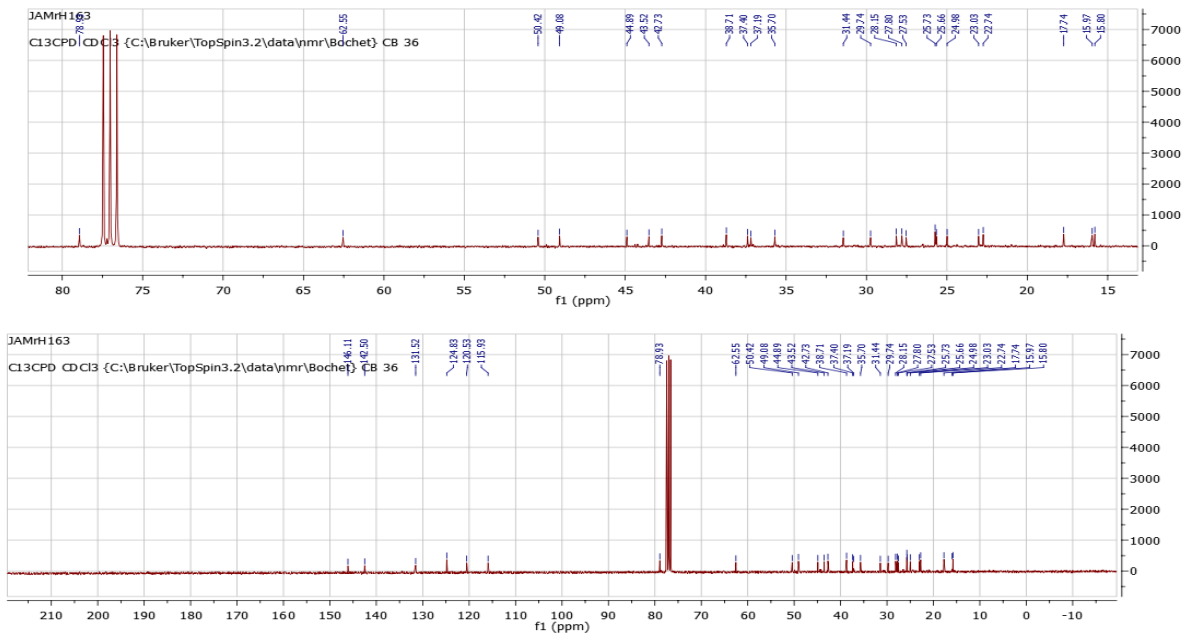 JAMrH163
C13CPD CDCl3 {C:\Bruker\TopSpin3.2\data\nmr\Bochet} CB 36
62.55 50.42 49.08 44.89 43.52 42.73 38.71 37.40 37.19 35.70 31.44 29.74 28.15 27.80 27.53 25.73 25.66 24.98 23.03 22.74 17.74 15.97 15.80
7000
6000
5000
4000
3000
2000
1000
0
80 75 70 65 60 55 50 45 40 35 30 25 20 15
f1 (ppm)
JAMrH163
C13CPD CDCl3 {C:\Bruker\TopSpin3.2\data\nmr\Bochet} CB 36
146.11 142.50 131.52 124.83 120.53 115.93 78.93 62.55 50.42 49.08 44.89 43.52 42.73 38.71 37.40 37.19 35.70 31.44 29.74 28.15 27.80 27.53 25.73 25.66 24.98 23.03 22.74 17.74 15.97 15.80
7000
6000
5000
4000
3000
2000
1000
0
210 200 190 180 170 160 150 140 130 120 110 100 90 80 70 60 50 40 30 20 10 0 -10
f1 (ppm)